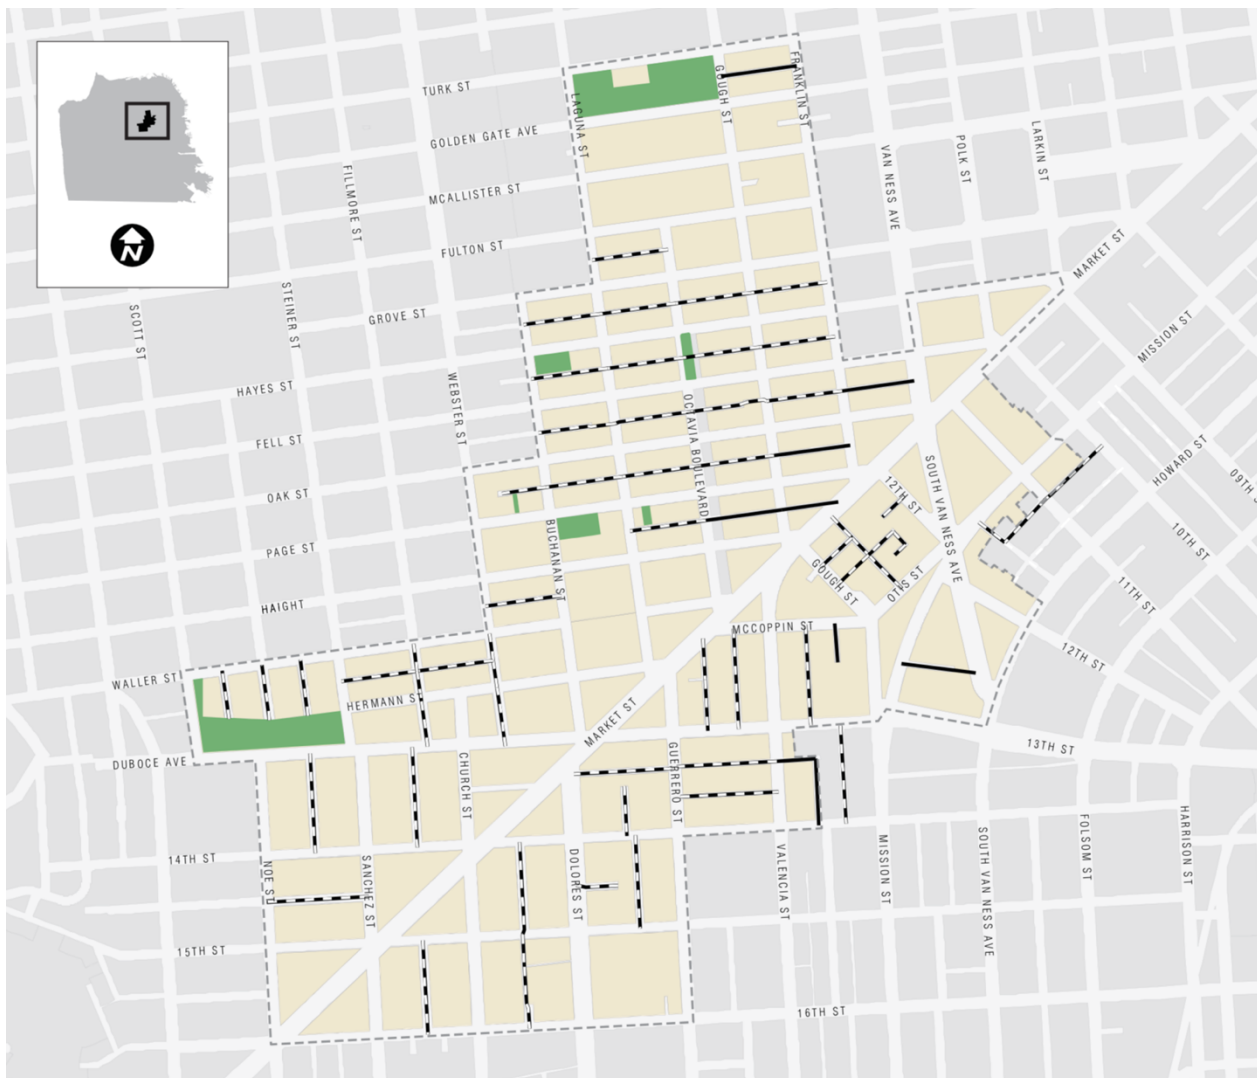 TURK ST
GOLDEN GATE AVE
MCALLISTER ST
FULTON ST
GROVE ST
HAYES ST
FELL ST
OAK ST
PAGE ST
HAIGHT
WALLER ST
HERMANN ST
DUBOCE AVE
14TH ST
15TH ST
16TH ST
N
SCOTT ST
STEINER ST
FILLMORE ST
WEBSTER ST
BUCHANAN ST
LAGUNA ST
OCTAVIA BOULEVARD
GOUGH ST
FRANKLIN ST
VAN NESS AVE
POLK ST
LARKIN ST
MARKET ST
MISSION ST
HOWARD ST
09TH
10TH ST
11TH ST
12TH ST
12TH ST
SOUTH VAN NESS AVE
GOUGH ST
OTIS ST
MCCOPPIN ST
MARKET ST
13TH ST
NOE ST
SANCHEZ ST
CHURCH ST
DOLORES ST
GUERRERO ST
VALENCIA ST
MISSION ST
SOUTH VAN NESS AVE
FOLSOM ST
HARRISON ST